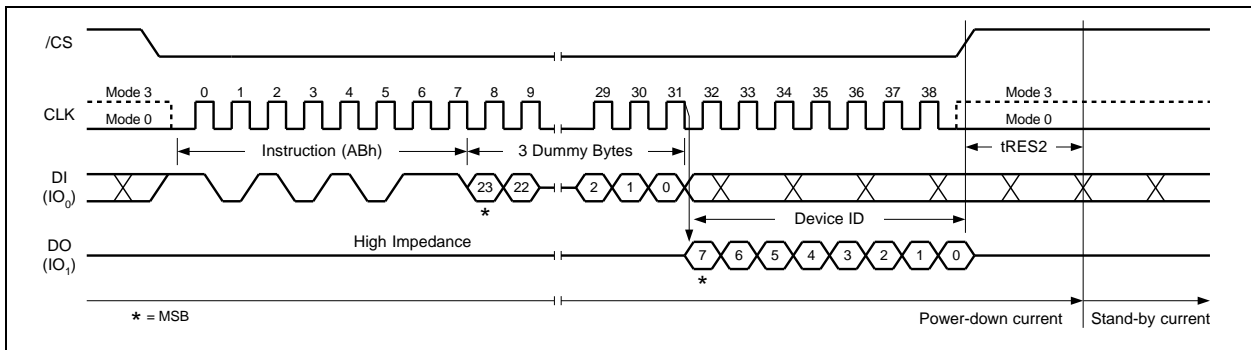 /CS
Mode 3
0 1 2 3 4 5 6 7 8 9 29 30 31 32 33 34 35 36 37 38
Mode 3
CLK
Mode 0
Mode 0
Instruction (ABh)
3 Dummy Bytes
tRES2
DI
(IO0)
23 22 2 1 0
*
Device ID
DO
(IO1)
High Impedance
7 6 5 4 3 2 1 0
*
* = MSB
Power-down current
Stand-by current